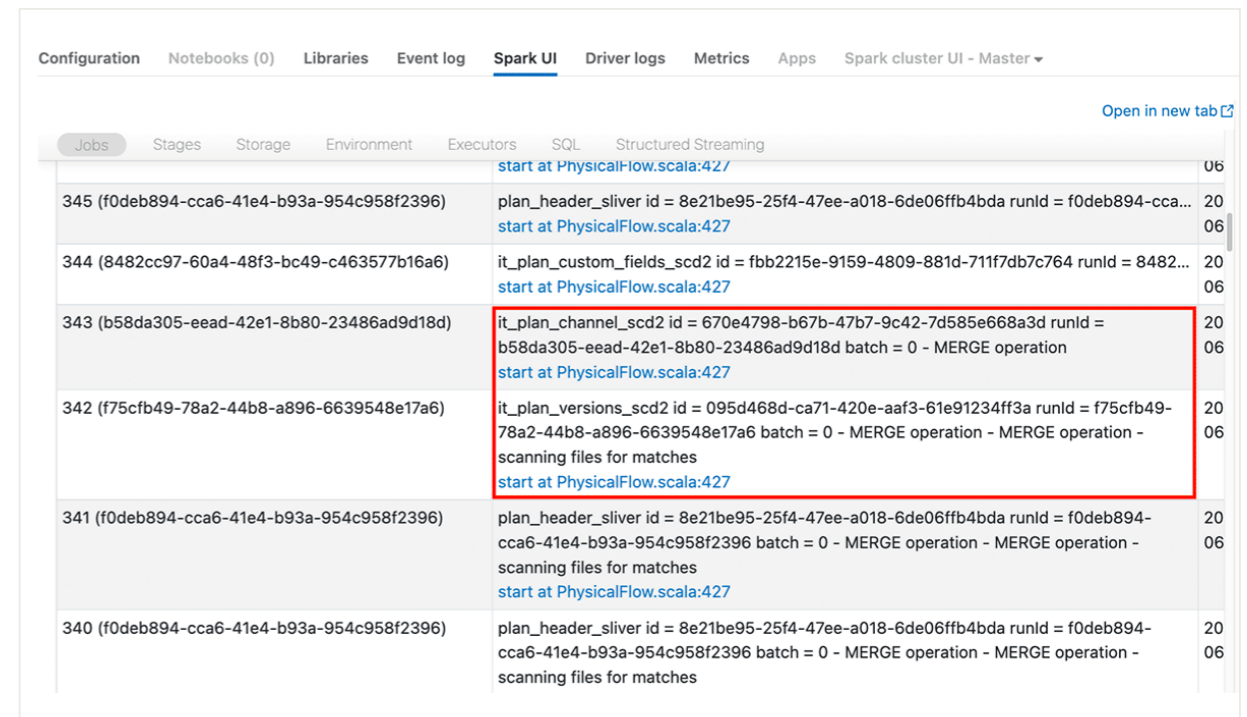 Configuration Notebooks (0) Libraries Event log Spark UI Driver logs Metrics Apps Spark cluster UI - Master
Open in new tab
Jobs Stages Storage Environment Executors SQL Structured Streaming
start at PhysicalFlow.scala:427 06
345 (f0deb894-cca6-41e4-b93a-954c958f2396) plan_header_sliver id = 8e21be95-25f4-47ee-a018-6de06ffb4bda runId = f0deb894-cca... 20
start at PhysicalFlow.scala:427 06
344 (8482cc97-60a4-48f3-bc49-c463577b16a6) it_plan_custom_fields_scd2 id = fbb2215e-9159-4809-881d-711f7db7c764 runId = 8482... 20
start at PhysicalFlow.scala:427 06
343 (b58da305-eead-42e1-8b80-23486ad9d18d) it_plan_channel_scd2 id = 670e4798-b67b-47b7-9c42-7d585e668a3d runId = 20
b58da305-eead-42e1-8b80-23486ad9d18d batch = 0 - MERGE operation 06
start at PhysicalFlow.scala:427
342 (f75cfb49-78a2-44b8-a896-6639548e17a6) it_plan_versions_scd2 id = 095d468d-ca71-420e-aaf3-61e91234ff3a runId = f75cfb49- 20
78a2-44b8-a896-6639548e17a6 batch = 0 - MERGE operation - MERGE operation - 06
scanning files for matches
start at PhysicalFlow.scala:427
341 (f0deb894-cca6-41e4-b93a-954c958f2396) plan_header_sliver id = 8e21be95-25f4-47ee-a018-6de06ffb4bda runId = f0deb894- 20
cca6-41e4-b93a-954c958f2396 batch = 0 - MERGE operation - MERGE operation - 06
scanning files for matches
start at PhysicalFlow.scala:427
340 (f0deb894-cca6-41e4-b93a-954c958f2396) plan_header_sliver id = 8e21be95-25f4-47ee-a018-6de06ffb4bda runId = f0deb894- 20
cca6-41e4-b93a-954c958f2396 batch = 0 - MERGE operation - MERGE operation - 06
scanning files for matches